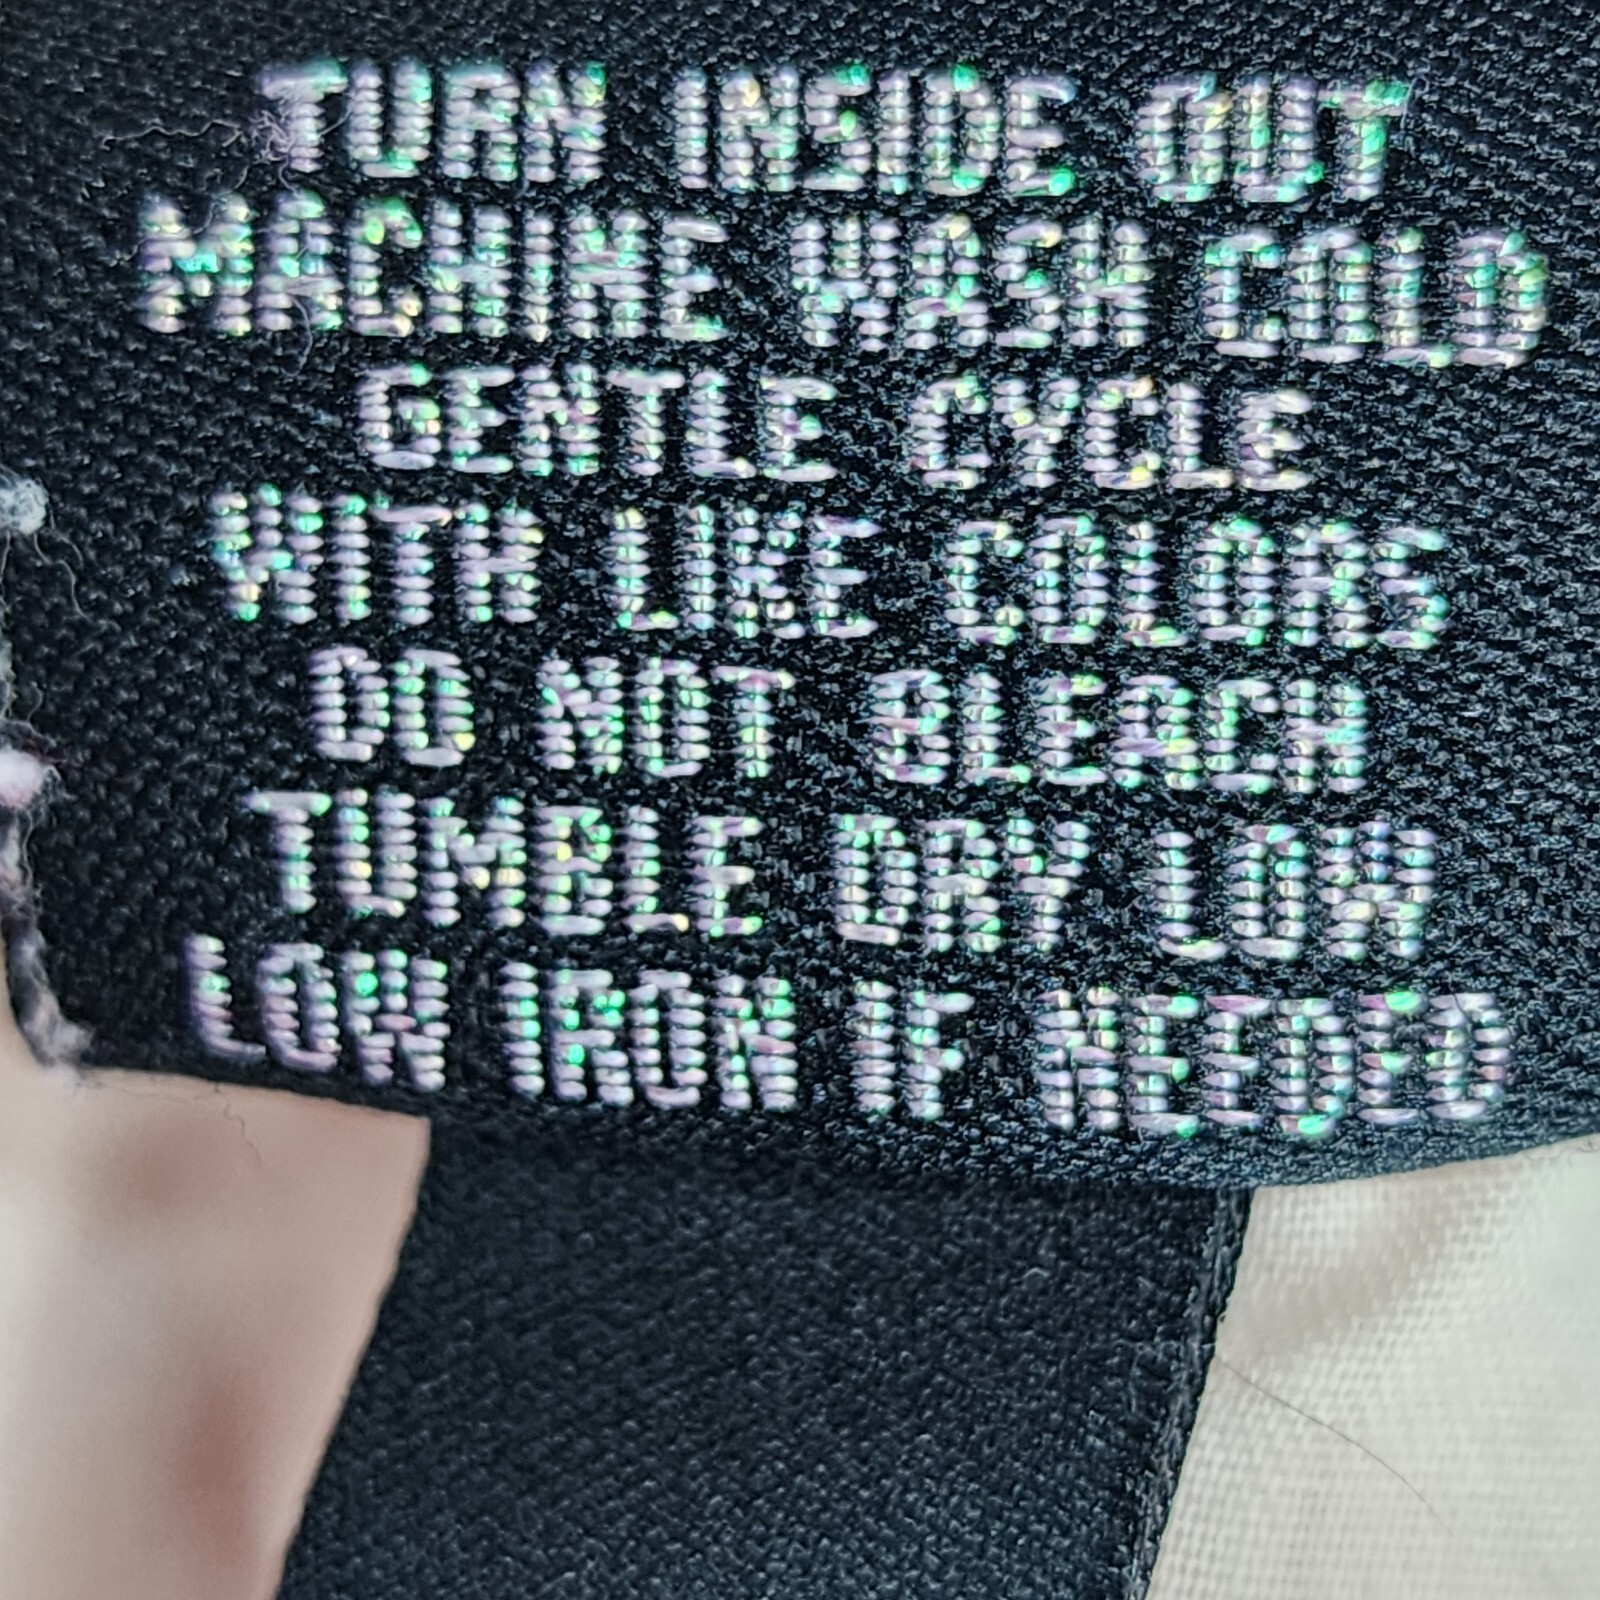 TURN INSIDE OUT
MACHINE WASH COLD
GENTLE CYCLE
WITH LIKE COLORS
DO NOT BLEACH
TUMBLE DRY LOW
LOW IRON IF NEEDED